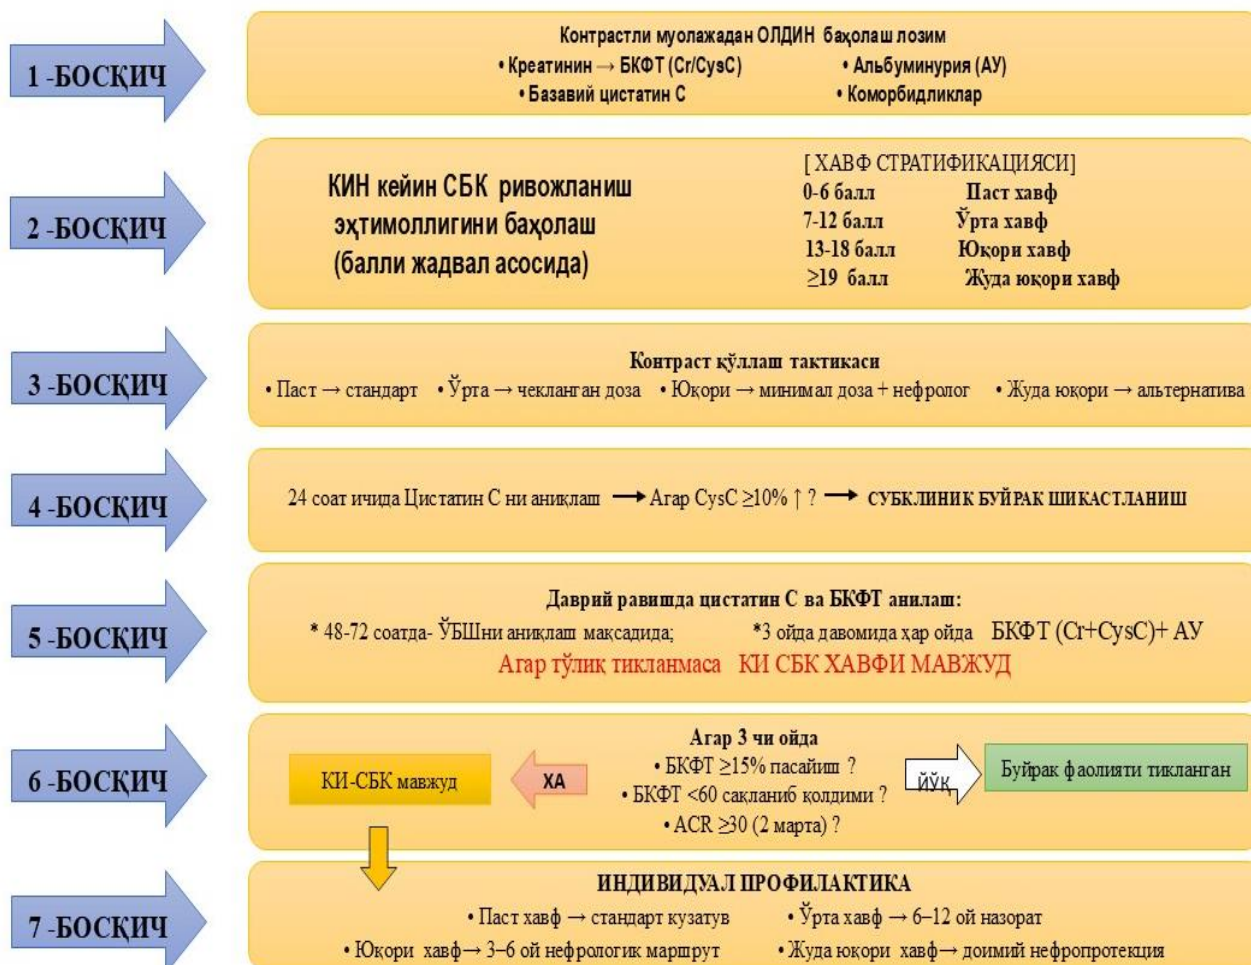 1 -БОСҚИЧ
Контрастли муолажадан ОЛДИН баҳолаш лозим
• Креатинин → БКФТ (Cr/CysC) • Альбуминурия (АУ)
• Базавий цистатин С • Коморбидликлар
2 -БОСҚИЧ
КИН кейин СБК ривожланиш
эҳтимоллигини баҳолаш
(балли жадвал асосида)
[ ХАВФ СТРАТИФИКАЦИЯСИ]
0-6 балл Паст хавф
7-12 балл Ўрта хавф
13-18 балл Юқори хавф
≥19 балл Жуда юқори хавф
3 -БОСҚИЧ
Контраст қўллаш тактикаси
• Паст → стандарт • Ўрта → чекланган доза • Юқори → минимал доза + нефролог • Жуда юқори → альтернатива
4 -БОСҚИЧ
24 соат ичида Цистатин С ни аниқлаш → Агар CysC ≥10% ↑ ? → СУБКЛИНИК БУЙРАК ШИКАСТЛАНИШ
5 -БОСҚИЧ
Даврий равишда цистатин С ва БКФТ анилаш:
* 48-72 соатда- ЎБШни аниқлаш мақсадида; *3 ойда давомида ҳар ойда БКФТ (Cr+CysC)+ АУ
Агар тўлиқ тикланмаса КИ СБК ХАВФИ МАВЖУД
6 -БОСҚИЧ
КИ-СБК мавжуд
ХА
Агар 3 чи ойда
• БКФТ ≥15% пасайиш ?
• БКФТ <60 сақланиб қолдими ?
• ACR ≥30 (2 марта) ?
ЙЎҚ
Буйрак фаолияти тикланган
7 -БОСҚИЧ
ИНДИВИДУАЛ ПРОФИЛАКТИКА
• Паст хавф → стандарт кузатув • Ўрта хавф → 6–12 ой назорат
• Юқори хавф→ 3–6 ой нефрологик маршрут • Жуда юқори хавф→ доимий нефропротекция